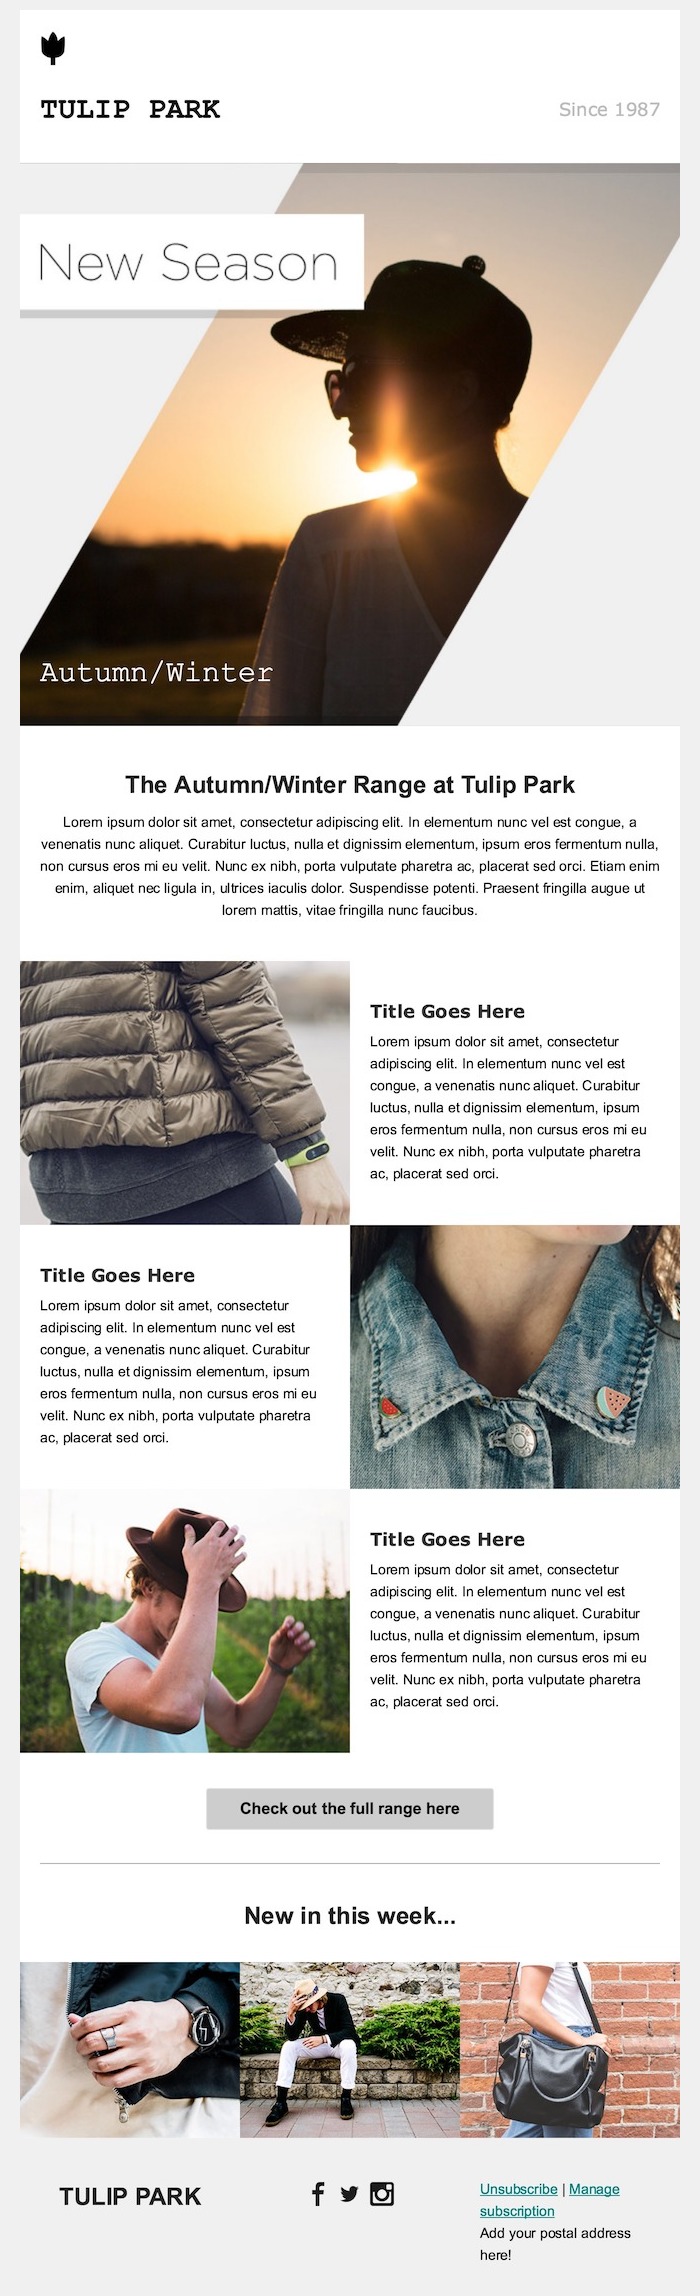 TULIP PARK
Since 1987
New Season
Autumn/Winter
The Autumn/Winter Range at Tulip Park
Lorem ipsum dolor sit amet, consectetur adipiscing elit. In elementum nunc vel est congue, a
venenatis nunc aliquet. Curabitur luctus, nulla et dignissim elementum, ipsum eros fermentum nulla,
non cursus eros mi eu velit. Nunc ex nibh, porta vulputate pharetra ac, placerat sed orci. Etiam enim
enim, aliquet nec ligula in, ultrices iaculis dolor. Suspendisse potenti. Praesent fringilla augue ut
lorem mattis, vitae fringilla nunc faucibus.
Title Goes Here
Lorem ipsum dolor sit amet, consectetur
adipiscing elit. In elementum nunc vel est
congue, a venenatis nunc aliquet. Curabitur
luctus, nulla et dignissim elementum, ipsum
eros fermentum nulla, non cursus eros mi eu
velit. Nunc ex nibh, porta vulputate pharetra
ac, placerat sed orci.
Title Goes Here
Lorem ipsum dolor sit amet, consectetur
adipiscing elit. In elementum nunc vel est
congue, a venenatis nunc aliquet. Curabitur
luctus, nulla et dignissim elementum, ipsum
eros fermentum nulla, non cursus eros mi eu
velit. Nunc ex nibh, porta vulputate pharetra
ac, placerat sed orci.
Title Goes Here
Lorem ipsum dolor sit amet, consectetur
adipiscing elit. In elementum nunc vel est
congue, a venenatis nunc aliquet. Curabitur
luctus, nulla et dignissim elementum, ipsum
eros fermentum nulla, non cursus eros mi eu
velit. Nunc ex nibh, porta vulputate pharetra
ac, placerat sed orci.
Check out the full range here
New in this week...
TULIP PARK
Unsubscribe | Manage
subscription
Add your postal address
here!